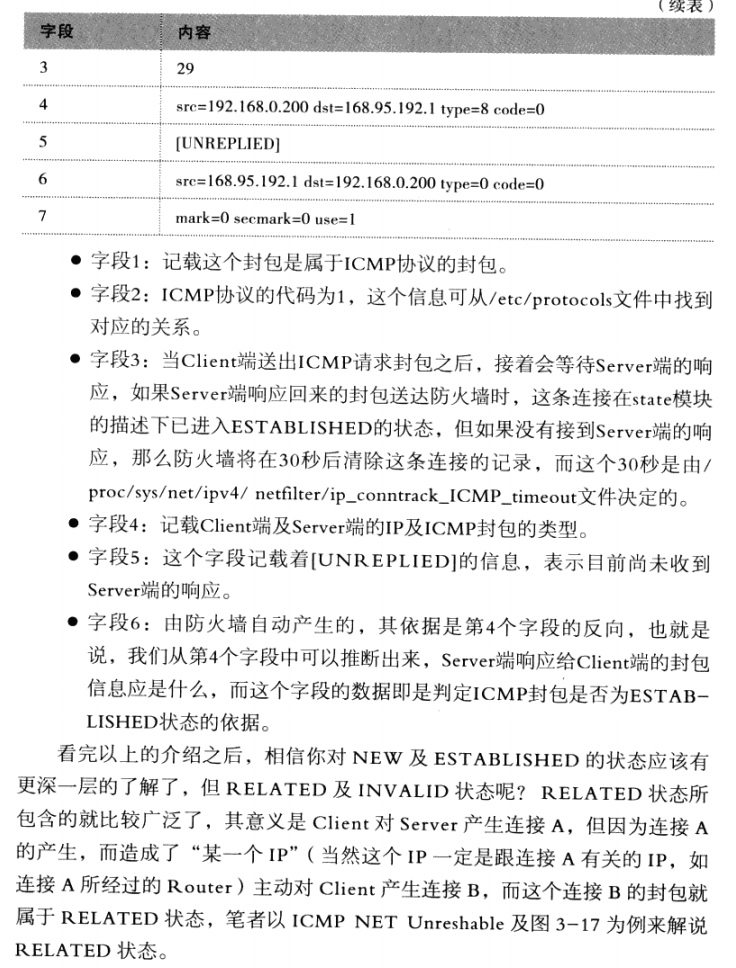 （续表）
字段 内容
3 29
4 src=192.168.0.200 dst=168.95.192.1 type=8 code=0
5 [UNREPLIED]
6 src=168.95.192.1 dst=192.168.0.200 type=0 code=0
7 mark=0 secmark=0 use=1
● 字段1：记载这个封包是属于ICMP协议的封包。
● 字段2：ICMP协议的代码为1，这个信息可从/etc/protocols文件中找到
对应的关系。
● 字段3：当Client端送出ICMP请求封包之后，接着会等待Server端的响
应，如果Server端响应回来的封包送达防火墙时，这条连接在state模块
的描述下已进入ESTABLISHED的状态，但如果没有接到Server端的响
应，那么防火墙将在30秒后清除这条连接的记录，而这个30秒是由/
proc/sys/net/ipv4/ netfilter/ip_conntrack_ICMP_timeout文件决定的。
● 字段4：记载Client端及Server端的IP及ICMP封包的类型。
● 字段5：这个字段记载着[UNREPLIED]的信息，表示目前尚未收到
Server端的响应。
● 字段6：由防火墙自动产生的，其依据是第4个字段的反向，也就是
说，我们从第4个字段中可以推断出来，Server端响应给Client端的封包
信息应是什么，而这个字段的数据即是判定ICMP封包是否为ESTAB-
LISHED状态的依据。
看完以上的介绍之后，相信你对 NEW 及 ESTABLISHED 的状态应该有
更深一层的了解了，但 RELATED 及 INVALID 状态呢？ RELATED 状态所
包含的就比较广泛了，其意义是 Client 对 Server 产生连接 A，但因为连接 A
的产生，而造成了“某一个 IP”（当然这个 IP 一定是跟连接 A 有关的 IP，如
连接 A 所经过的 Router）主动对 Client 产生连接 B，而这个连接 B 的封包就
属于 RELATED 状态，笔者以 ICMP NET Unreshable 及图 3-17 为例来解说
RELATED 状态。